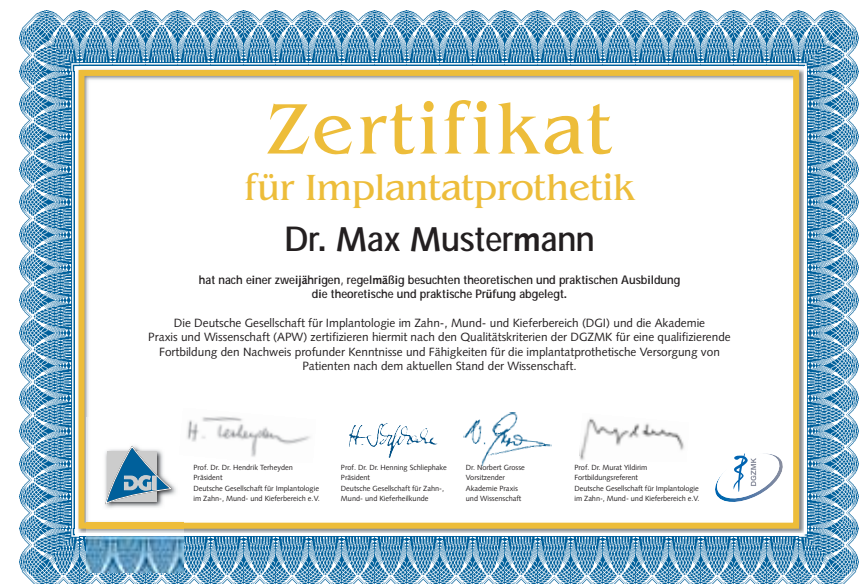 Zertifikat
für Implantatprothetik
Dr. Max Mustermann
hat nach einer zweijährigen, regelmäßig besuchten theoretischen und praktischen Ausbildung
die theoretische und praktische Prüfung abgelegt.
Die Deutsche Gesellschaft für Implantologie im Zahn-, Mund- und Kieferbereich (DGI) und die Akademie
Praxis und Wissenschaft (APW) zertifizieren hiermit nach den Qualitätskriterien der DGZMK für eine qualifizierende
Fortbildung den Nachweis profunder Kenntnisse und Fähigkeiten für die implantatprothetische Versorgung von
Patienten nach dem aktuellen Stand der Wissenschaft.
H. Terheyden
DGI
Prof. Dr. Dr. Hendrik Terheyden
Präsident
Deutsche Gesellschaft für Implantologie
im Zahn-, Mund- und Kieferbereich e.V.
Prof. Dr. Dr. Henning Schliephake
Präsident
Deutsche Gesellschaft für Zahn-,
Mund- und Kieferheilkunde
Dr. Norbert Grosse
Vorsitzender
Akademie Praxis
und Wissenschaft
Prof. Dr. Murat Yildirim
Fortbildungsreferent
Deutsche Gesellschaft für Implantologie
im Zahn-, Mund- und Kieferbereich e.V.
DGZMK